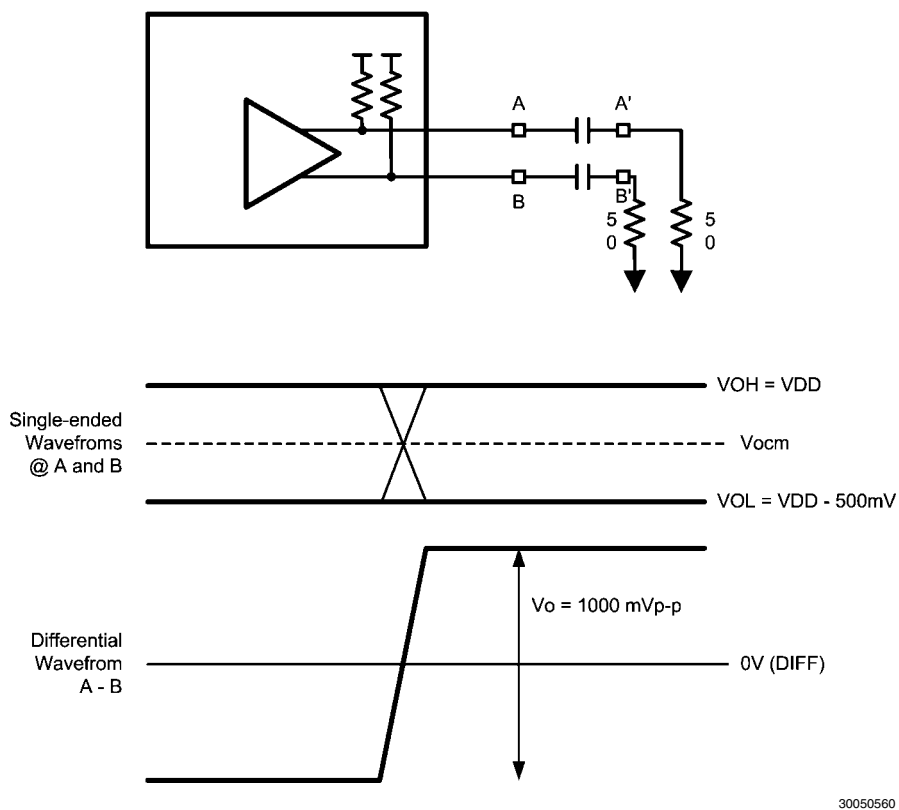 A
A'
B
B'
5
0
5
0
VOH = VDD
Single-ended
Wavefroms
@ A and B
Vocm
VOL = VDD - 500mV
Vo = 1000 mVp-p
Differential
Wavefrom
A - B
0V (DIFF)
30050560